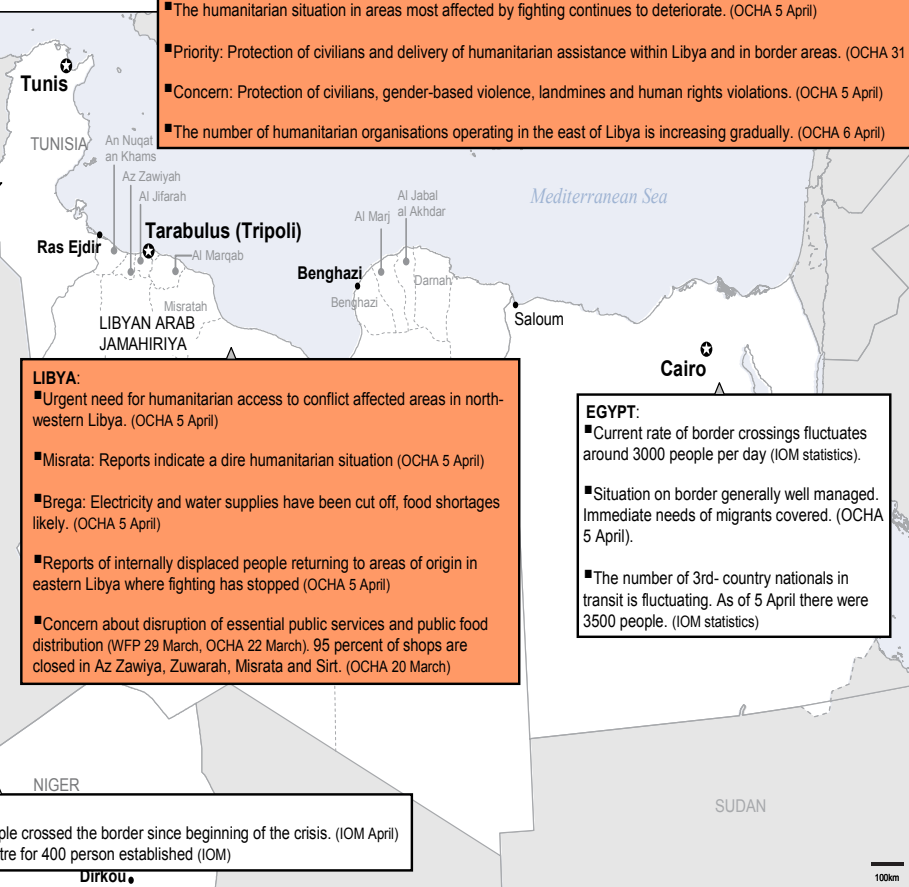 ▪The humanitarian situation in areas most affected by fighting continues to deteriorate. (OCHA 5 April)
▪Priority: Protection of civilians and delivery of humanitarian assistance within Libya and in border areas. (OCHA 31
▪Concern: Protection of civilians, gender-based violence, landmines and human rights violations. (OCHA 5 April)
▪The number of humanitarian organisations operating in the east of Libya is increasing gradually. (OCHA 6 April)
Tunis
TUNISIA
An Nuqat
an Khams
Az Zawiyah
Al Jifarah
Tarabulus (Tripoli)
Ras Ejdir
Al Marqab
Misratah
LIBYAN ARAB
JAMAHIRIYA
Al Marj
Al Jabal
al Akhdar
Mediterranean Sea
Benghazi
Darnah
Benghazi
Saloum
Cairo
LIBYA:
▪Urgent need for humanitarian access to conflict affected areas in north-
western Libya. (OCHA 5 April)
▪Misrata: Reports indicate a dire humanitarian situation (OCHA 5 April)
▪Brega: Electricity and water supplies have been cut off, food shortages
likely. (OCHA 5 April)
▪Reports of internally displaced people returning to areas of origin in
eastern Libya where fighting has stopped (OCHA 5 April)
▪Concern about disruption of essential public services and public food
distribution (WFP 29 March, OCHA 22 March). 95 percent of shops are
closed in Az Zawiya, Zuwarah, Misrata and Sirt. (OCHA 20 March)
EGYPT:
▪Current rate of border crossings fluctuates
around 3000 people per day (IOM statistics).
▪Situation on border generally well managed.
Immediate needs of migrants covered. (OCHA
5 April).
▪The number of 3rd- country nationals in
transit is fluctuating. As of 5 April there were
3500 people. (IOM statistics)
NIGER
ple crossed the border since beginning of the crisis. (IOM April)
tre for 400 person established (IOM)
Dirkou
SUDAN
100km